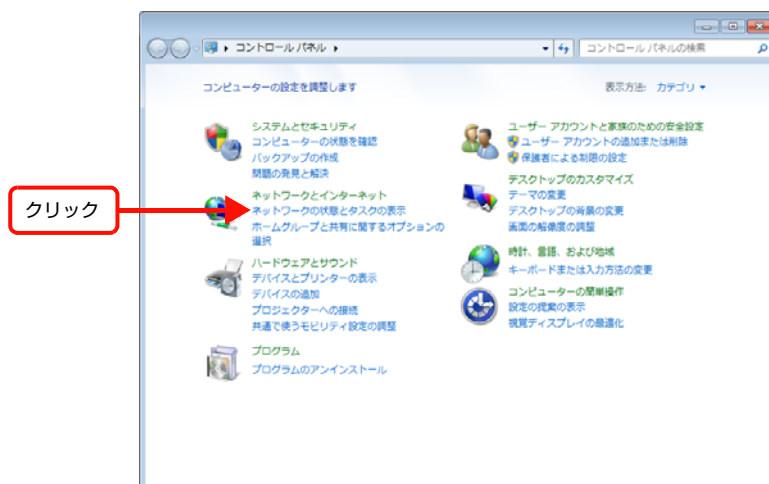 コントロール パネル
コントロール パネルの検索
コンピューターの設定を調整します
表示方法: カテゴリ
システムとセキュリティ
コンピューターの状態を確認
バックアップの作成
問題の発見と解決
ネットワークとインターネット
ネットワークの状態とタスクの表示
ホームグループと共有に関するオプションの
選択
ハードウェアとサウンド
デバイスとプリンターの表示
デバイスの追加
プロジェクターへの接続
共通で使うモビリティ設定の調整
プログラム
プログラムのアンインストール
ユーザー アカウントと家族のための安全設定
ユーザー アカウントの追加または削除
保護者による制限の設定
デスクトップのカスタマイズ
テーマの変更
デスクトップの背景の変更
画面の解像度の調整
時計、言語、および地域
キーボードまたは入力方法の変更
コンピューターの簡単操作
設定の提案の表示
視覚ディスプレイの最適化
クリック